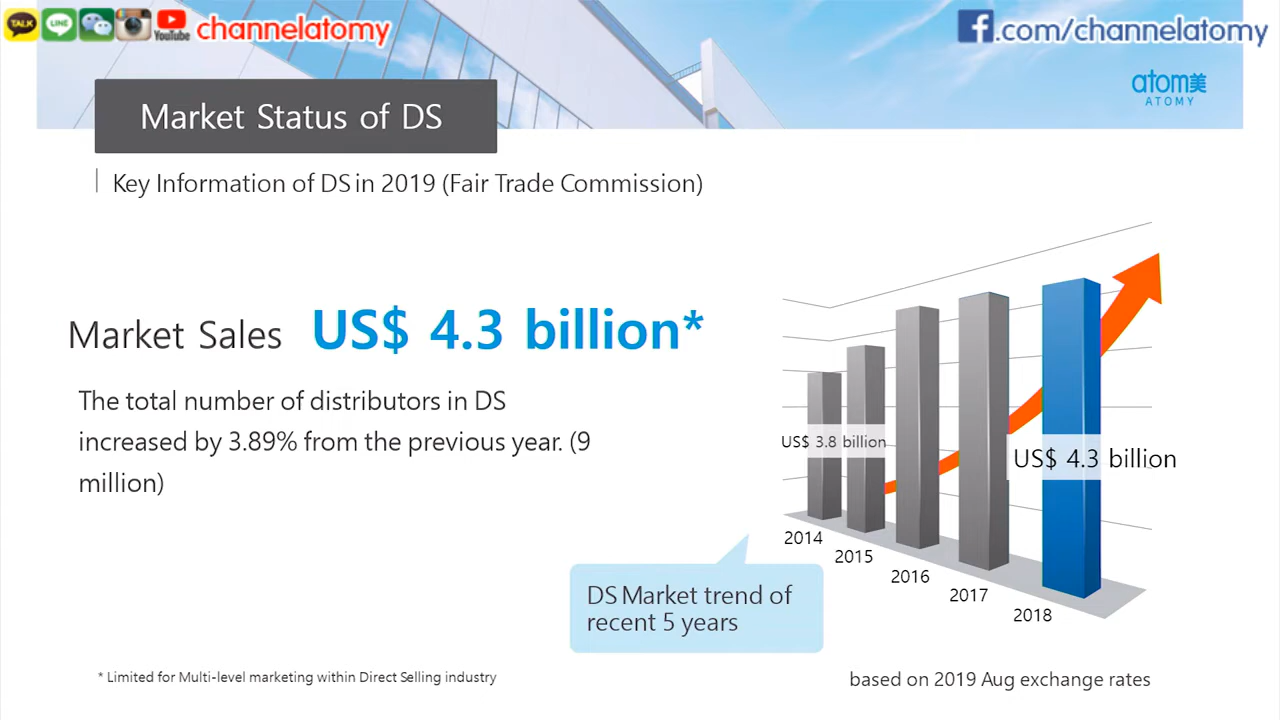 TALK LINE YouTube channelatomy
.com/channelatomy
atom美
ATOMY
Market Status of DS
Key Information of DS in 2019 (Fair Trade Commission)
Market Sales US$ 4.3 billion*
The total number of distributors in DS
increased by 3.89% from the previous year. (9
million)
US$ 3.8 billion
US$ 4.3 billion
2014
2015
2016
2017
2018
DS Market trend of
recent 5 years
* Limited for Multi-level marketing within Direct Selling industry
based on 2019 Aug exchange rates